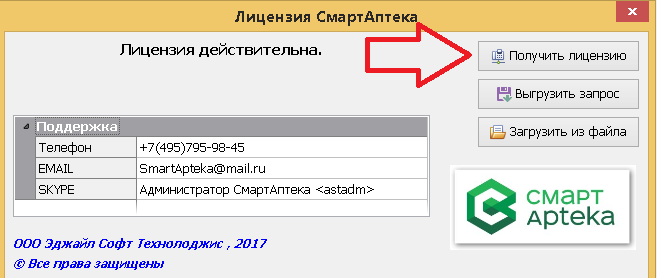 Лицензия СмартАптека
Лицензия действительна.
Получить лицензию
Выгрузить запрос
Загрузить из файла
Поддержка
Телефон +7(495)795-98-45
EMAIL SmartApteka@mail.ru
SKYPE Администратор СмартАптека <astadm>
СМАРТ
Артека
ООО Эджайл Софт Технолоджис , 2017
© Все права защищены